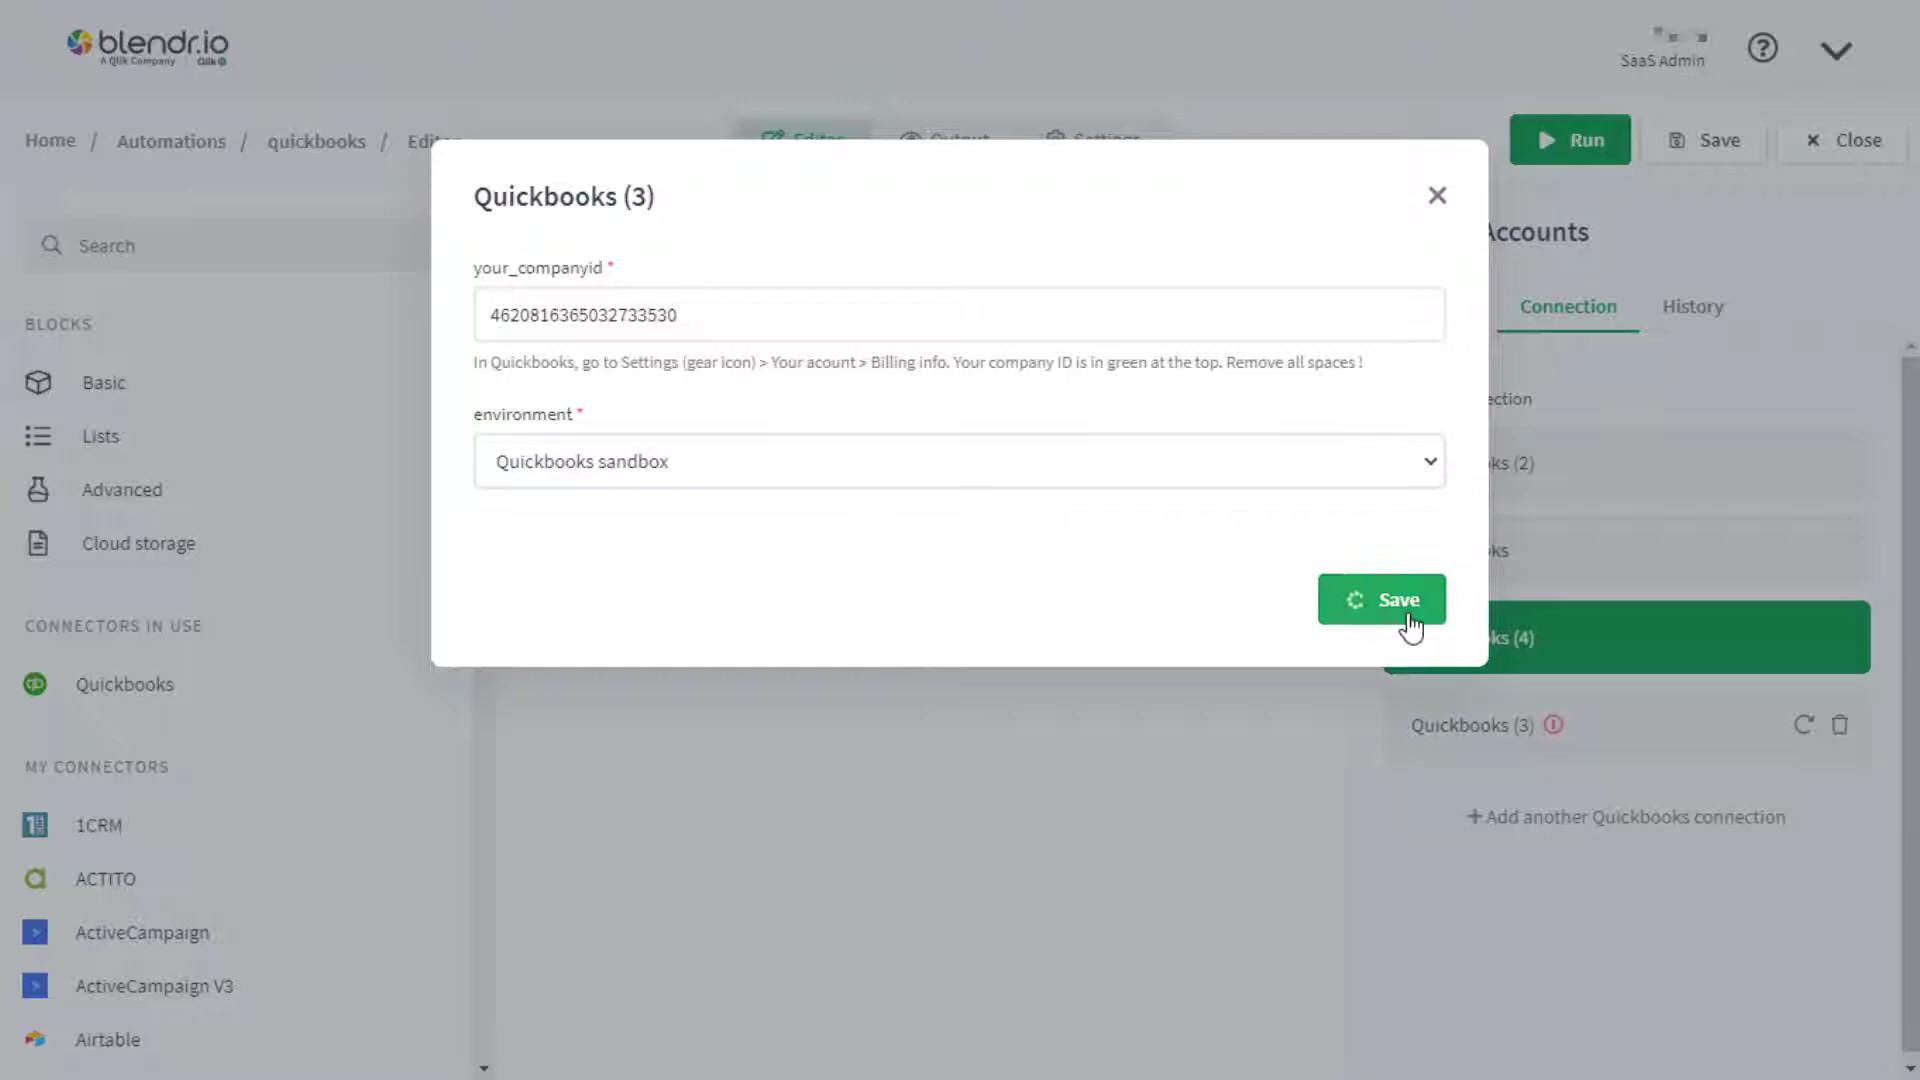 blendr.io
A Qlik Company
Qlik
SaaS Admin
Home / Automations / quickbooks / Editor
Editor
Output
Settings
Run
Save
Close
Search
BLOCKS
Basic
Lists
Advanced
Cloud storage
CONNECTORS IN USE
Quickbooks
MY CONNECTORS
1CRM
ACTITO
ActiveCampaign
ActiveCampaign V3
Airtable
Quickbooks (3)
your_companyid *
4620816365032733530
In Quickbooks, go to Settings (gear icon) > Your acount > Billing info. Your company ID is in green at the top. Remove all spaces !
environment *
Quickbooks sandbox
Save
Accounts
Connection
History
ection
ks (2)
ks
ks (4)
Quickbooks (3)
+ Add another Quickbooks connection